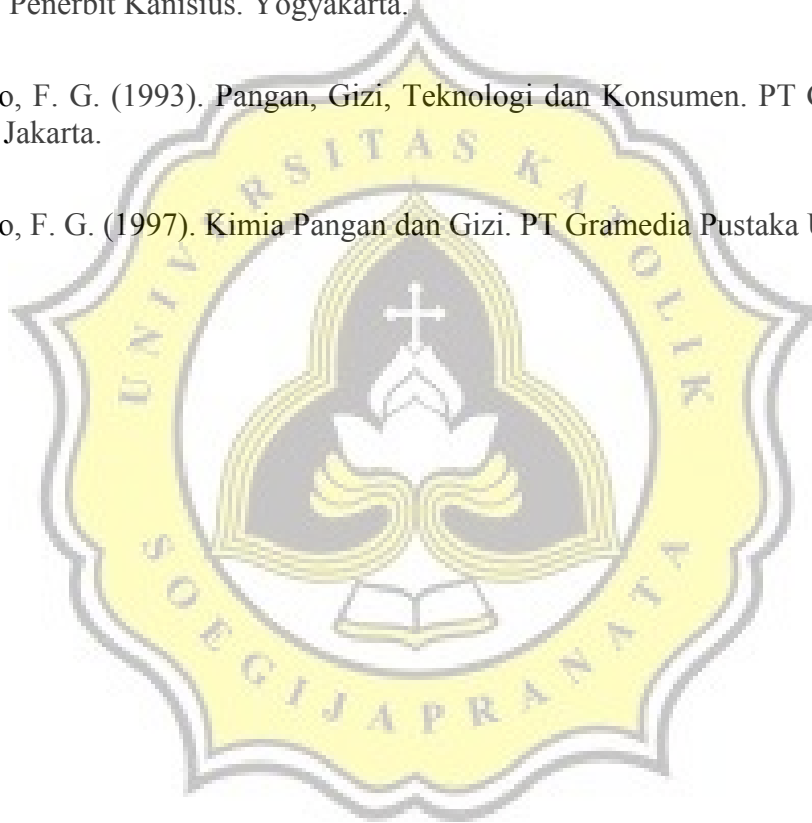 Penerbit Kanisius. Yogyakarta.
o, F. G. (1993). Pangan, Gizi, Teknologi dan Konsumen. PT
Jakarta.
o, F. G. (1997). Kimia Pangan dan Gizi. PT Gramedia Pustaka
UNIVERSITAS KATOLIK
SOEGIJAPRANATA